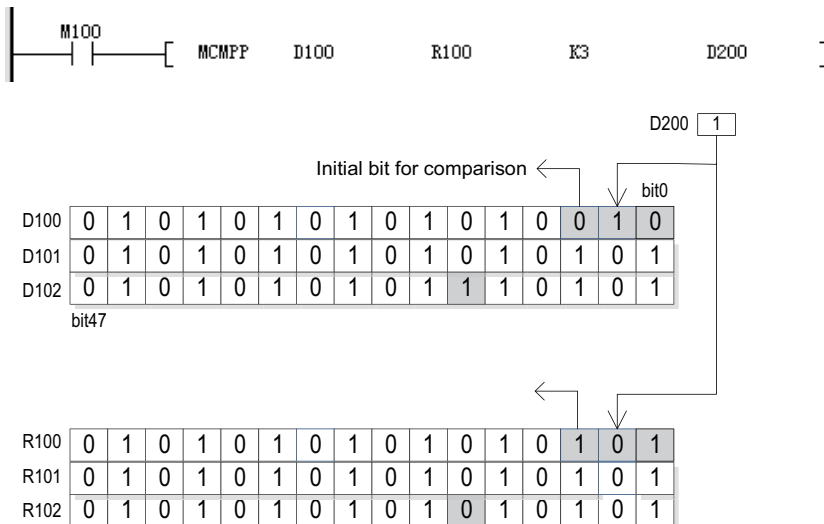 M100
[ MCMPP D100 R100 K3 D200 ]
D200 1
Initial bit for comparison
bit0
D100 0 1 0 1 0 1 0 1 0 1 0 1 0 0 1 0
D101 0 1 0 1 0 1 0 1 0 1 0 1 0 1 0 1
D102 0 1 0 1 0 1 0 1 0 1 1 1 0 1 0 1
bit47
R100 0 1 0 1 0 1 0 1 0 1 0 1 0 1 0 1
R101 0 1 0 1 0 1 0 1 0 1 0 1 0 1 0 1
R102 0 1 0 1 0 1 0 1 0 1 0 1 0 1 0 1